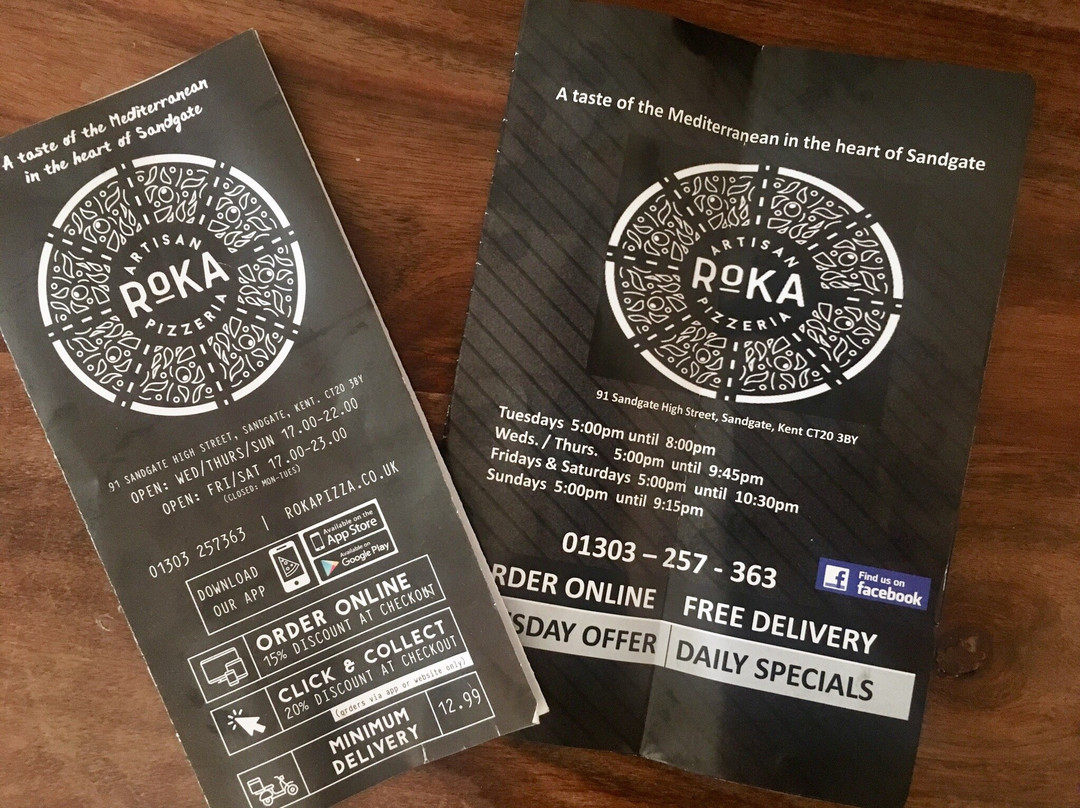 A taste of the Mediterranean
in the heart of Sandgate
ARTISAN
RoKA
PIZZERIA
91 SANDGATE HIGH STREET, SANDGATE, KENT. CT20 3BY
OPEN: WED/THURS/SUN 17.00-22.00
OPEN: FRI/SAT 17.00-23.00
(CLOSED: MON-TUES)
01303 257363 | ROKAPIZZA.CO.UK
DOWNLOAD
OUR APP
Available on the
App Store
Available on
Google Play
ORDER ONLINE
15% DISCOUNT AT CHECKOUT
CLICK & COLLECT
20% DISCOUNT AT CHECKOUT
(orders via app or website only)
MINIMUM
DELIVERY
12.99
A taste of the Mediterranean in the heart of Sandgate
ARTISAN
RoKA
PIZZERIA
91 Sandgate High Street, Sandgate, Kent CT20 3BY
Tuesdays 5:00pm until 8:00pm
Weds. / Thurs. 5:00pm until 9:45pm
Fridays & Saturdays 5:00pm until 10:30pm
Sundays 5:00pm until 9:15pm
01303 – 257 - 363
Find us on
facebook
RDER ONLINE
FREE DELIVERY
SDAY OFFER
DAILY SPECIALS